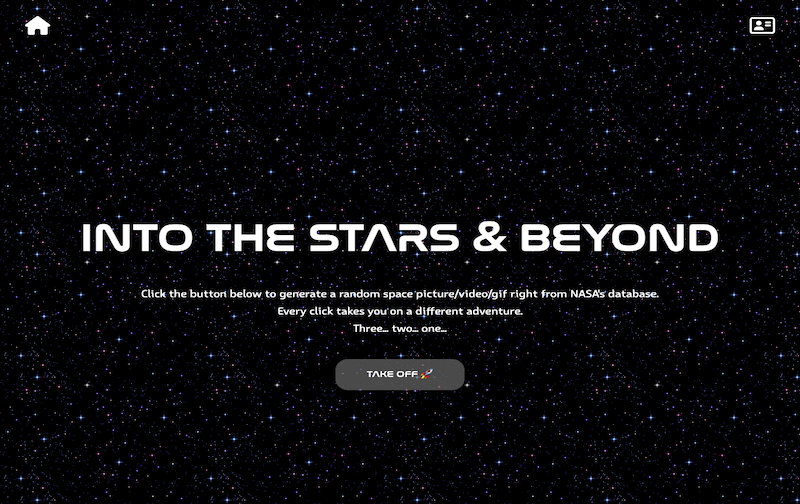 INTO THE STARS & BEYOND
Click the button below to generate a random space picture/video/gif right from NASA's database.
Every click takes you on a different adventure.
Three... two... one...
TAKE OFF 🚀